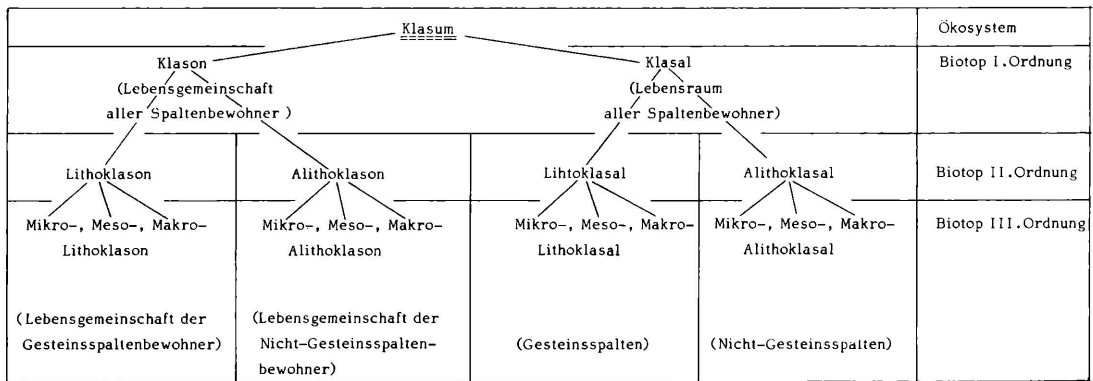 Klasum Ökosystem
Klason Klasal Biotop I.Ordnung
(Lebensgemeinschaft (Lebensraum
aller Spaltenbewohner ) aller Spaltenbewohner)
Lithoklason Alithoklason Lihtoklasal Alithoklasal Biotop II.Ordnung
Mikro-, Meso-, Makro- Mikro-, Meso-, Makro- Mikro-, Meso-, Makro- Mikro-, Meso-, Makro- Biotop III.Ordnung
Lithoklason Alithoklason Lithoklasal Alithoklasal
(Lebensgemeinschaft der (Lebensgemeinschaft der
Gesteinsspaltenbewohner) Nicht-Gesteinsspalten- (Gesteinsspalten) (Nicht-Gesteinsspalten)
bewohner)